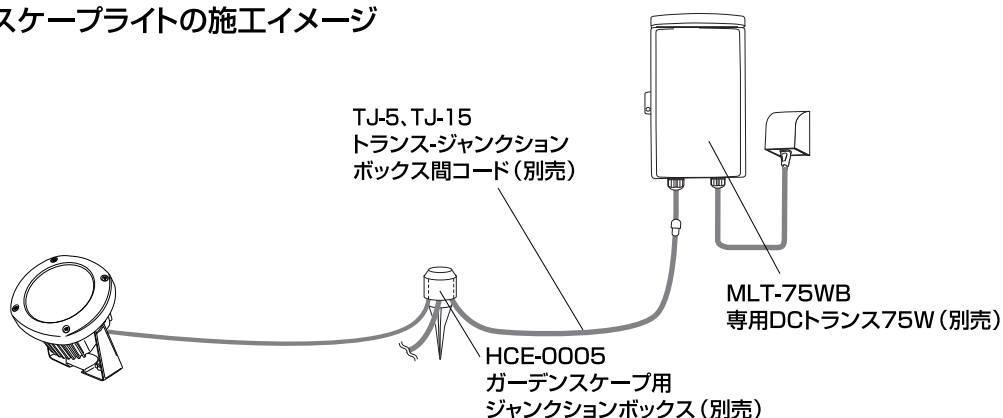 スケープライトの施工イメージ
TJ-5、TJ-15
トランス-ジャンクション
ボックス間コード（別売）
MLT-75WB
専用DCトランス75W（別売）
HCE-0005
ガーデンスケープ用
ジャンクションボックス（別売）